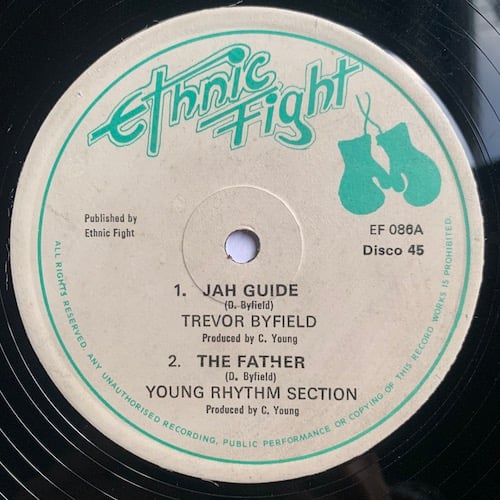 Ethnic
Fight
Published by
Ethnic Fight
EF 086A
Disco 45
1. JAH GUIDE
(D. Byfield)
TREVOR BYFIELD
Produced by C. Young
2. THE FATHER
(D. Byfield)
YOUNG RHYTHM SECTION
Produced by C. Young
ALL RIGHTS RESERVED. ANY UNAUTHORISED RECORDING, PUBLIC PERFORMANCE OR COPYING OF THIS RECORD WORKS IS PROHIBITED.